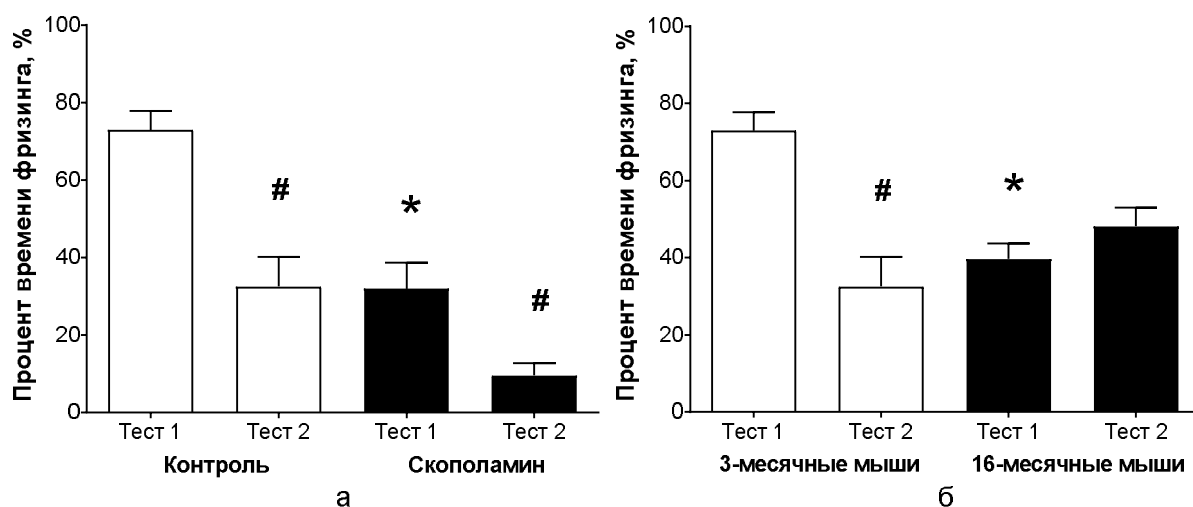 Процент времени фризинга, %
100
80
60
40
20
0
#
*
#
Тест 1 Тест 2 Тест 1 Тест 2
Контроль Скополамин
а
Процент времени фризинга, %
100
80
60
40
20
0
#
*
Тест 1 Тест 2 Тест 1 Тест 2
3-месячные мыши 16-месячные мыши
б